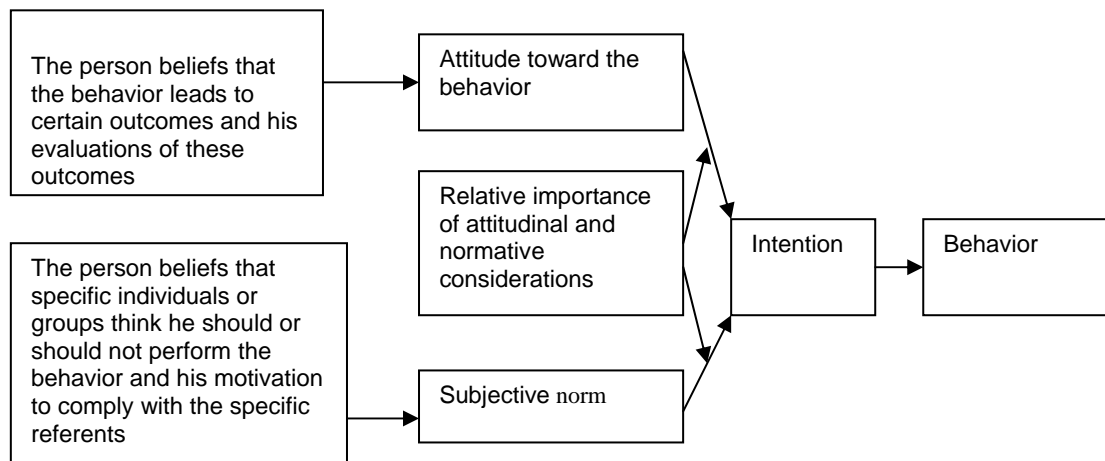 The person beliefs that
the behavior leads to
certain outcomes and his
evaluations of these
outcomes
Attitude toward the
behavior
Relative importance
of attitudinal and
normative
considerations
Intention
Behavior
The person beliefs that
specific individuals or
groups think he should or
should not perform the
behavior and his motivation
to comply with the specific
referents
Subjective norm